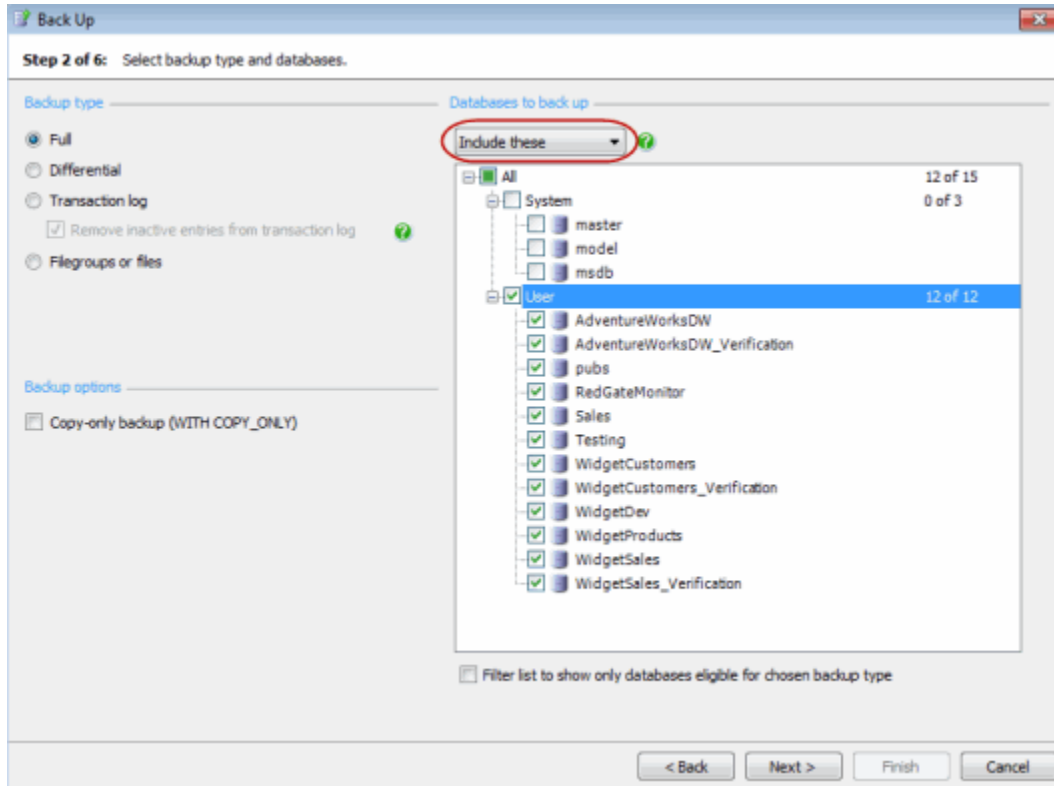 Back Up
Step 2 of 6: Select backup type and databases.
Backup type
Full
Differential
Transaction log
Remove inactive entries from transaction log
Filegroups or files
Backup options
Copy-only backup (WITH COPY_ONLY)
Databases to back up
Include these
All 12 of 15
System 0 of 3
master
model
msdb
User 12 of 12
AdventureWorksDW
AdventureWorksDW_Verification
pubs
RedGateMonitor
Sales
Testing
WidgetCustomers
WidgetCustomers_Verification
WidgetDev
WidgetProducts
WidgetSales
WidgetSales_Verification
Filter list to show only databases eligible for chosen backup type
< Back Next > Finish Cancel